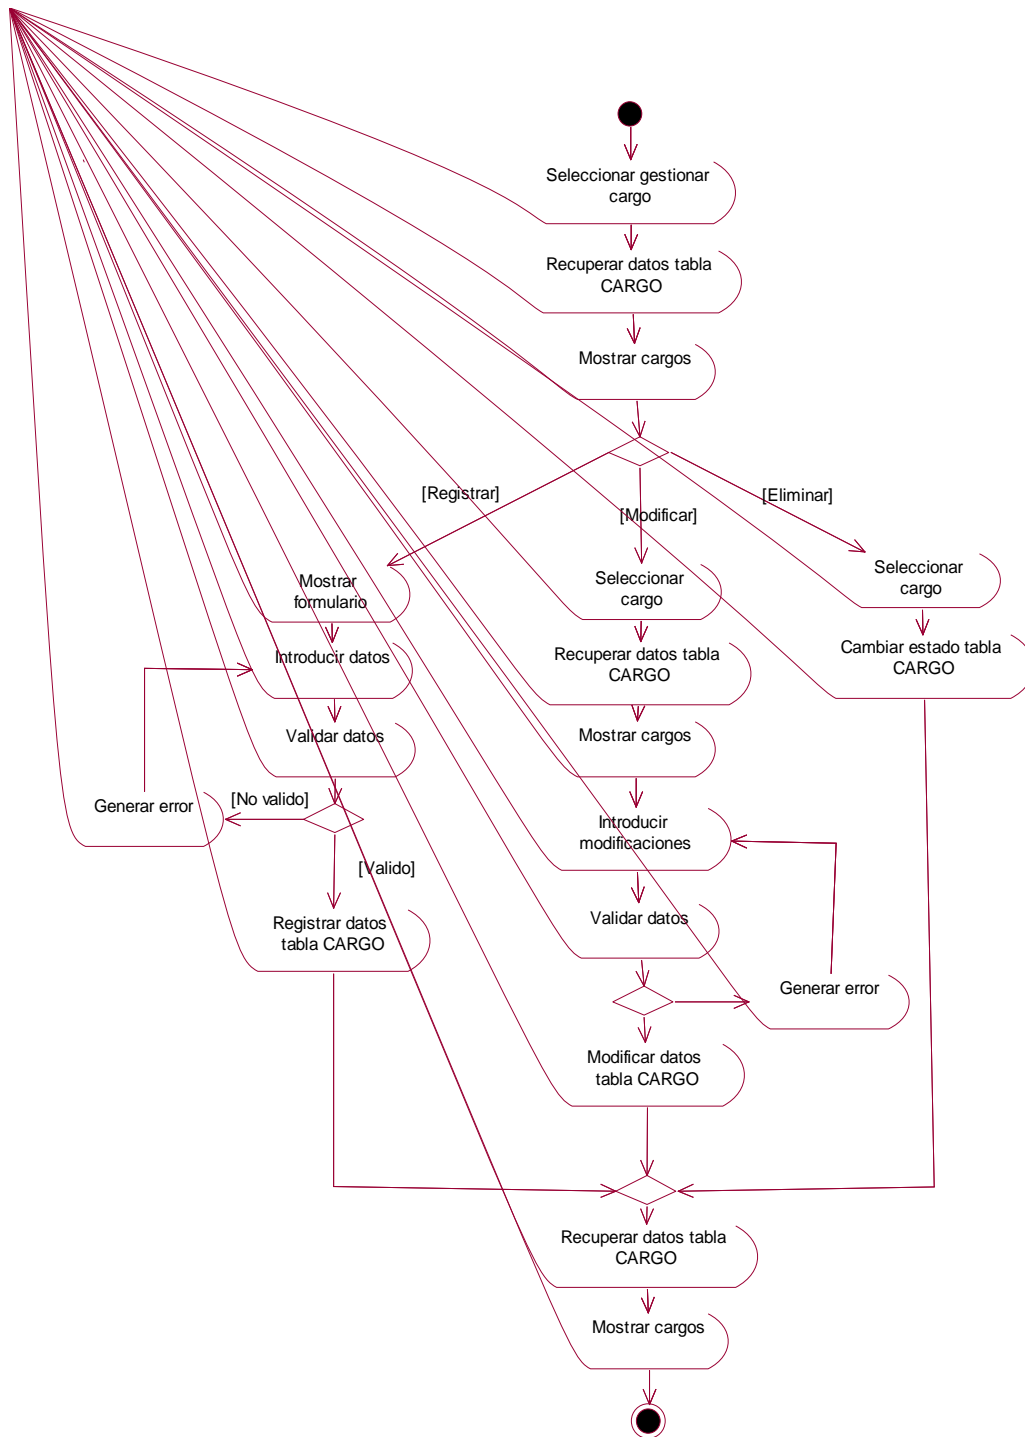 Seleccionar gestionar
cargo
Recuperar datos tabla
CARGO
Mostrar cargos
[Registrar]
[Modificar]
[Eliminar]
Mostrar
formulario
Seleccionar
cargo
Seleccionar
cargo
Introducir datos
Recuperar datos tabla
CARGO
Cambiar estado tabla
CARGO
Validar datos
Mostrar cargos
Generar error
[No valido]
Introducir
modificaciones
[Valido]
Registrar datos
tabla CARGO
Validar datos
Generar error
Modificar datos
tabla CARGO
Recuperar datos tabla
CARGO
Mostrar cargos